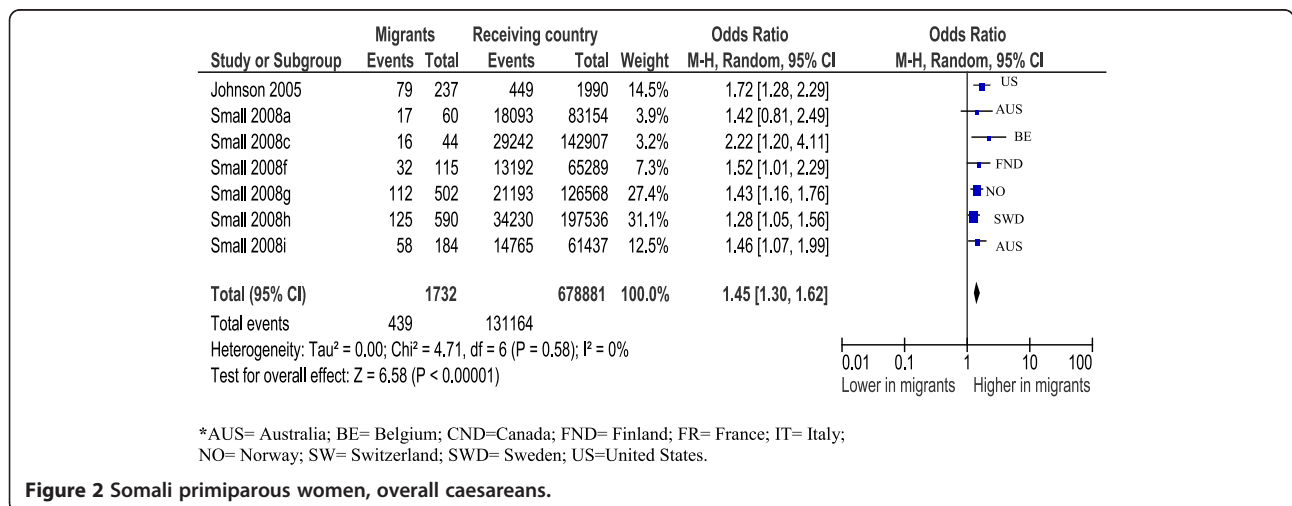 Migrants Receiving country Odds Ratio Odds Ratio
Study or Subgroup Events Total Events Total Weight M-H, Random, 95% CI M-H, Random, 95% CI
Johnson 2005 79 237 449 1990 14.5% 1.72 [1.28, 2.29] US
Small 2008a 17 60 18093 83154 3.9% 1.42 [0.81, 2.49] AUS
Small 2008c 16 44 29242 142907 3.2% 2.22 [1.20, 4.11] BE
Small 2008f 32 115 13192 65289 7.3% 1.52 [1.01, 2.29] FND
Small 2008g 112 502 21193 126568 27.4% 1.43 [1.16, 1.76] NO
Small 2008h 125 590 34230 197536 31.1% 1.28 [1.05, 1.56] SWD
Small 2008i 58 184 14765 61437 12.5% 1.46 [1.07, 1.99] AUS
Total (95% CI) 1732 678881 100.0% 1.45 [1.30, 1.62]
Total events 439 131164
Heterogeneity: Tau² = 0.00; Chi² = 4.71, df = 6 (P = 0.58); I² = 0%
Test for overall effect: Z = 6.58 (P < 0.00001)
0.01 0.1 1 10 100
Lower in migrants Higher in migrants
*AUS= Australia; BE= Belgium; CND=Canada; FND= Finland; FR= France; IT= Italy;
NO= Norway; SW= Switzerland; SWD= Sweden; US=United States.
Figure 2 Somali primiparous women, overall caesareans.